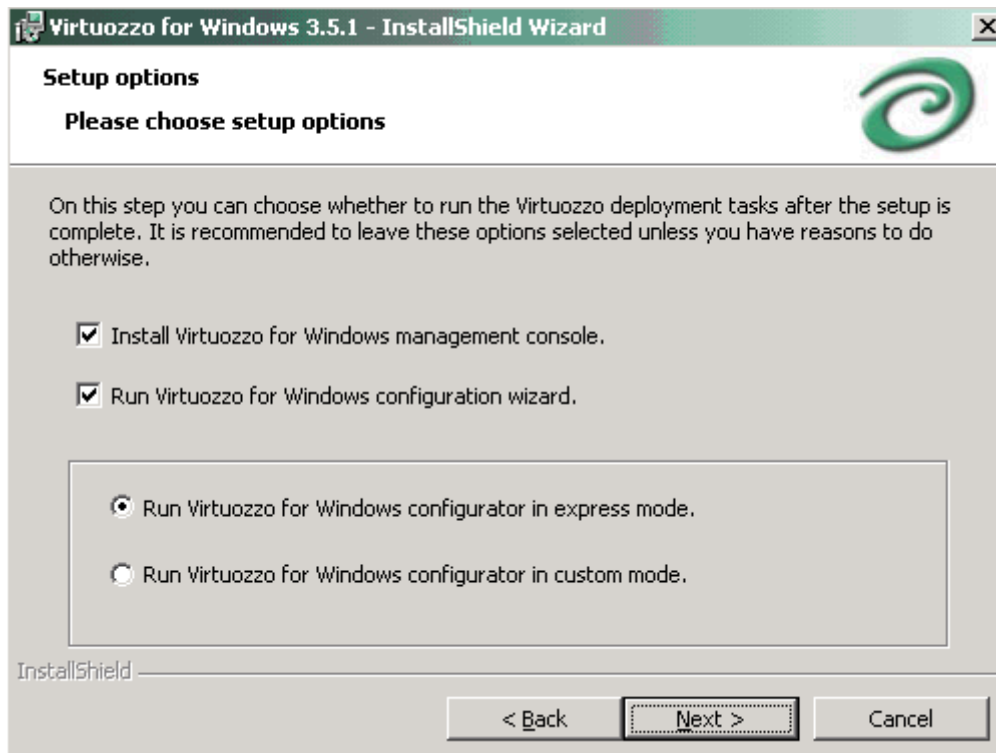 Virtuozzo for Windows 3.5.1 - InstallShield Wizard
Setup options
Please choose setup options
On this step you can choose whether to run the Virtuozzo deployment tasks after the setup is
complete. It is recommended to leave these options selected unless you have reasons to do
otherwise.
Install Virtuozzo for Windows management console.
Run Virtuozzo for Windows configuration wizard.
Run Virtuozzo for Windows configurator in express mode.
Run Virtuozzo for Windows configurator in custom mode.
InstallShield
< Back Next > Cancel